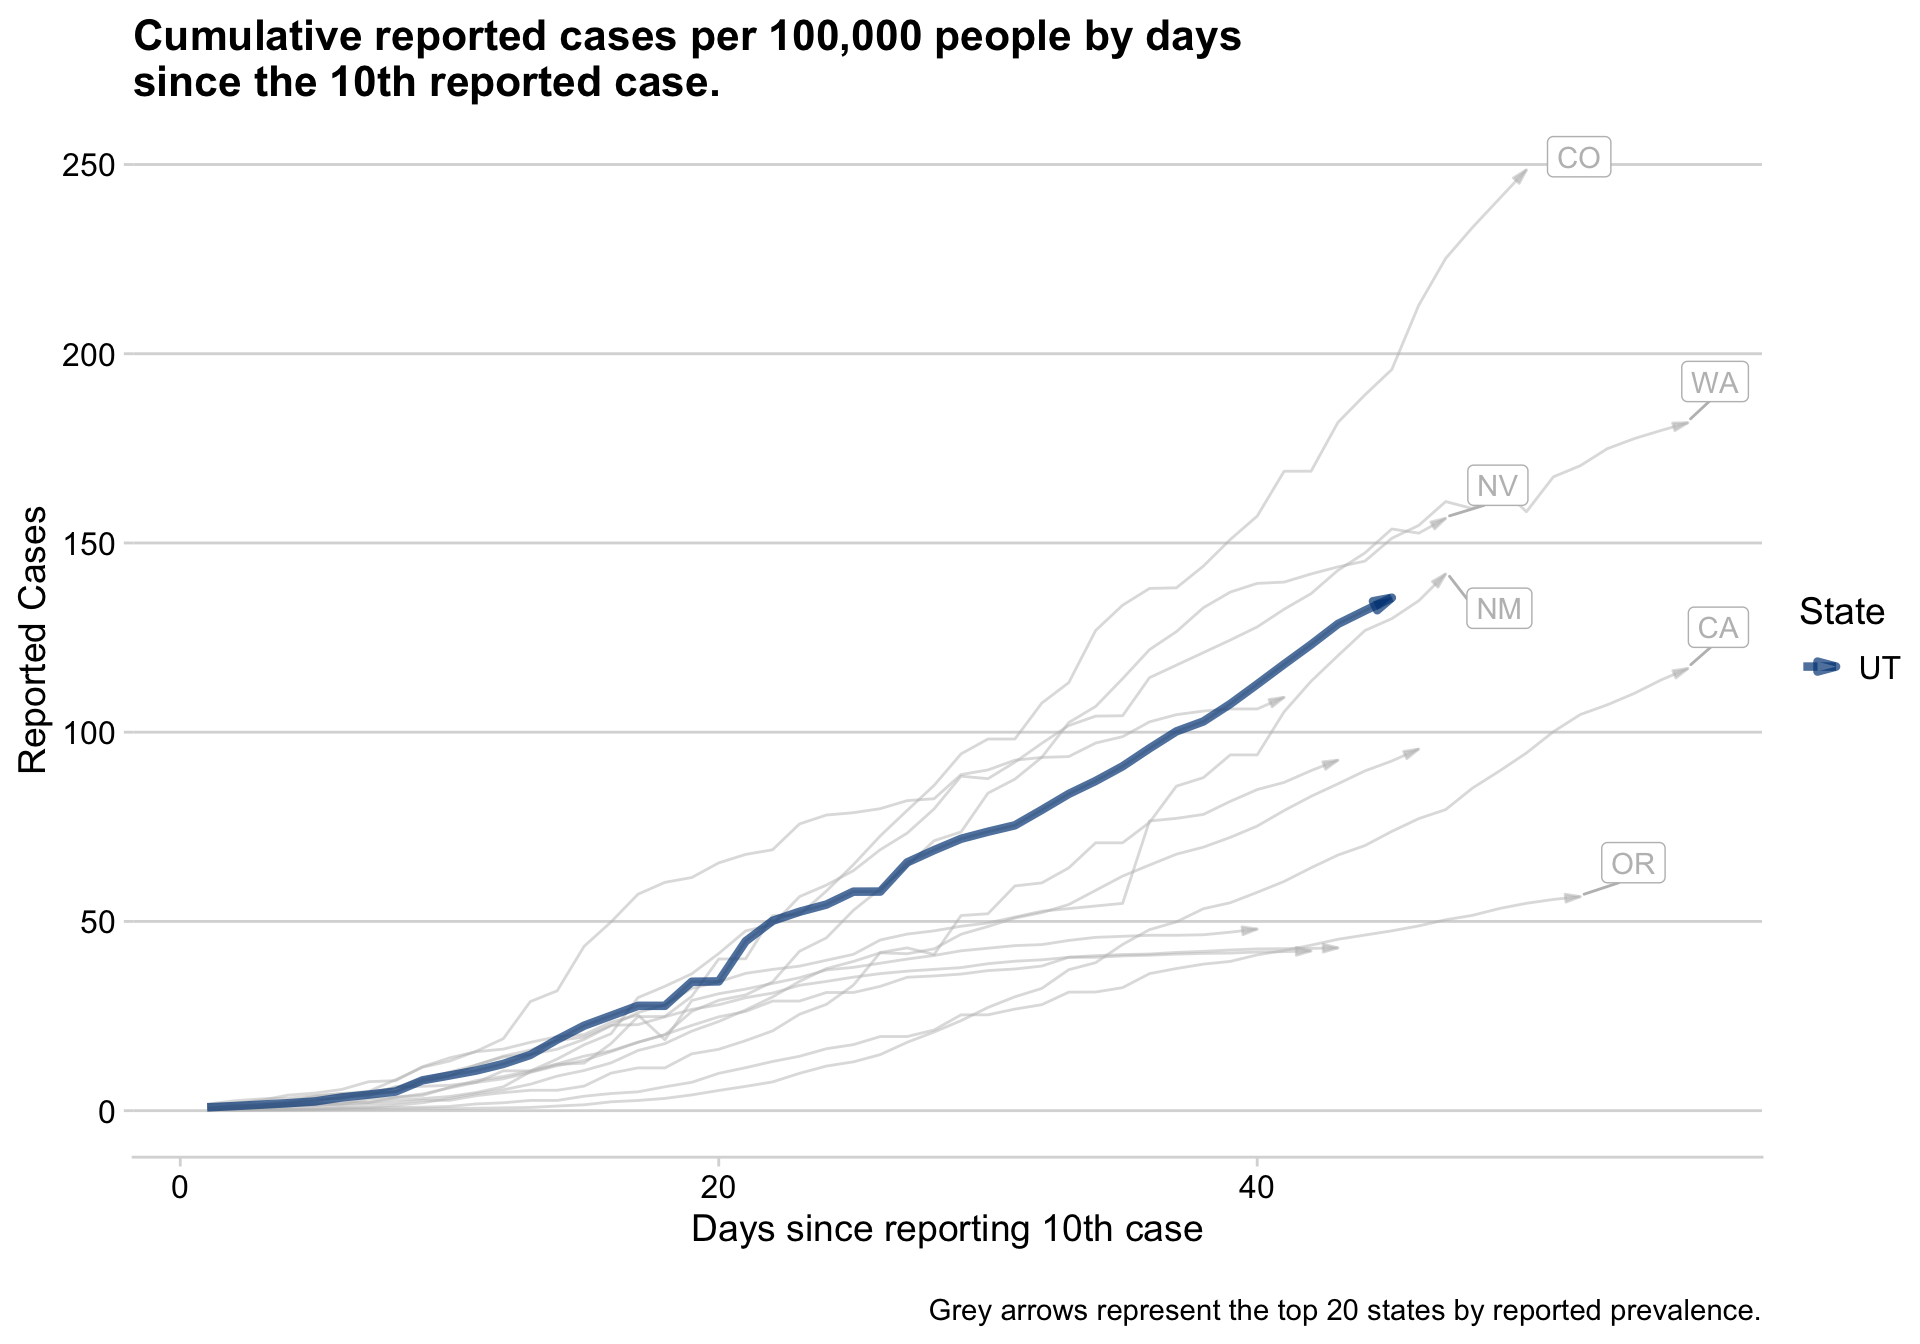 Cumulative reported cases per 100,000 people by days
since the 10th reported case.
250
200
150
100
50
0
Reported Cases
CO
WA
NV
NM
CA
OR
State
UT
0
20
40
Days since reporting 10th case
Grey arrows represent the top 20 states by reported prevalence.